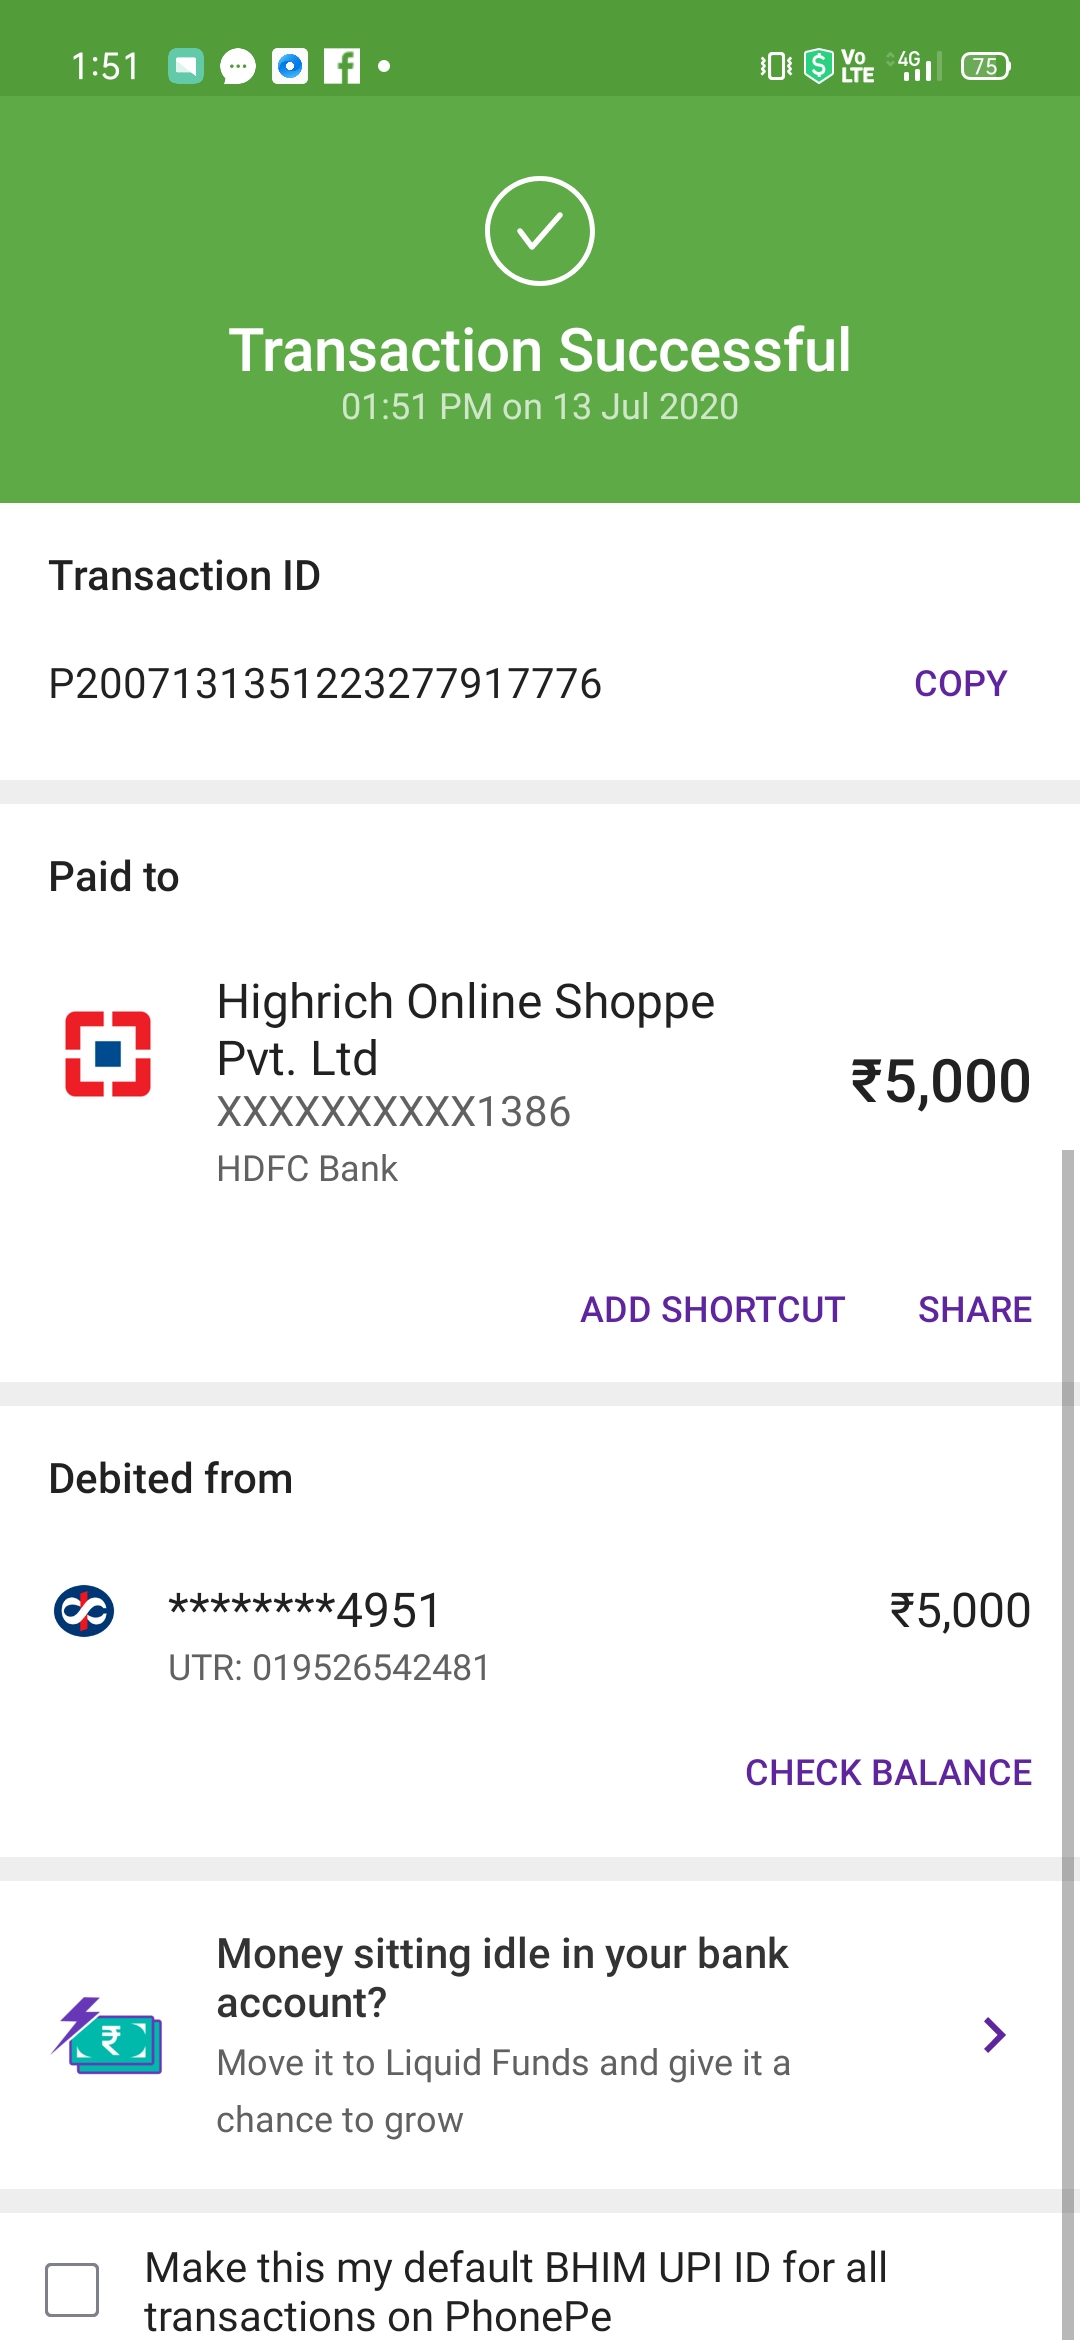 1:51
Vo
LTE
4G
75
Transaction Successful
01:51 PM on 13 Jul 2020
Transaction ID
P2007131351223277917776 COPY
Paid to
Highrich Online Shoppe
Pvt. Ltd
₹5,000
XXXXXXXXXX1386
HDFC Bank
ADD SHORTCUT SHARE
Debited from
********4951 ₹5,000
UTR: 019526542481
CHECK BALANCE
Money sitting idle in your bank
account?
Move it to Liquid Funds and give it a
chance to grow
Make this my default BHIM UPI ID for all
transactions on PhonePe